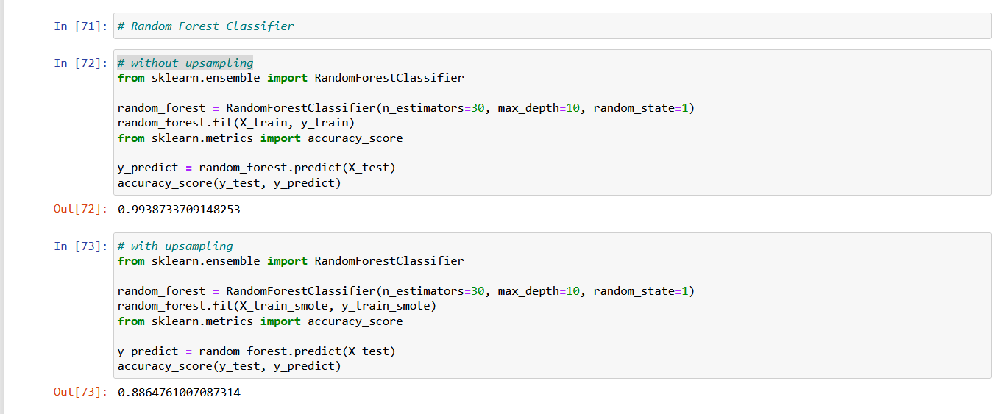 In [71]: # Random Forest Classifier
In [72]: # without upsampling
from sklearn.ensemble import RandomForestClassifier
random_forest = RandomForestClassifier(n_estimators=30, max_depth=10, random_state=1)
random_forest.fit(X_train, y_train)
from sklearn.metrics import accuracy_score
y_predict = random_forest.predict(X_test)
accuracy_score(y_test, y_predict)
Out[72]: 0.9938733709148253
In [73]: # with upsampling
from sklearn.ensemble import RandomForestClassifier
random_forest = RandomForestClassifier(n_estimators=30, max_depth=10, random_state=1)
random_forest.fit(X_train_smote, y_train_smote)
from sklearn.metrics import accuracy_score
y_predict = random_forest.predict(X_test)
accuracy_score(y_test, y_predict)
Out[73]: 0.8864761007087314